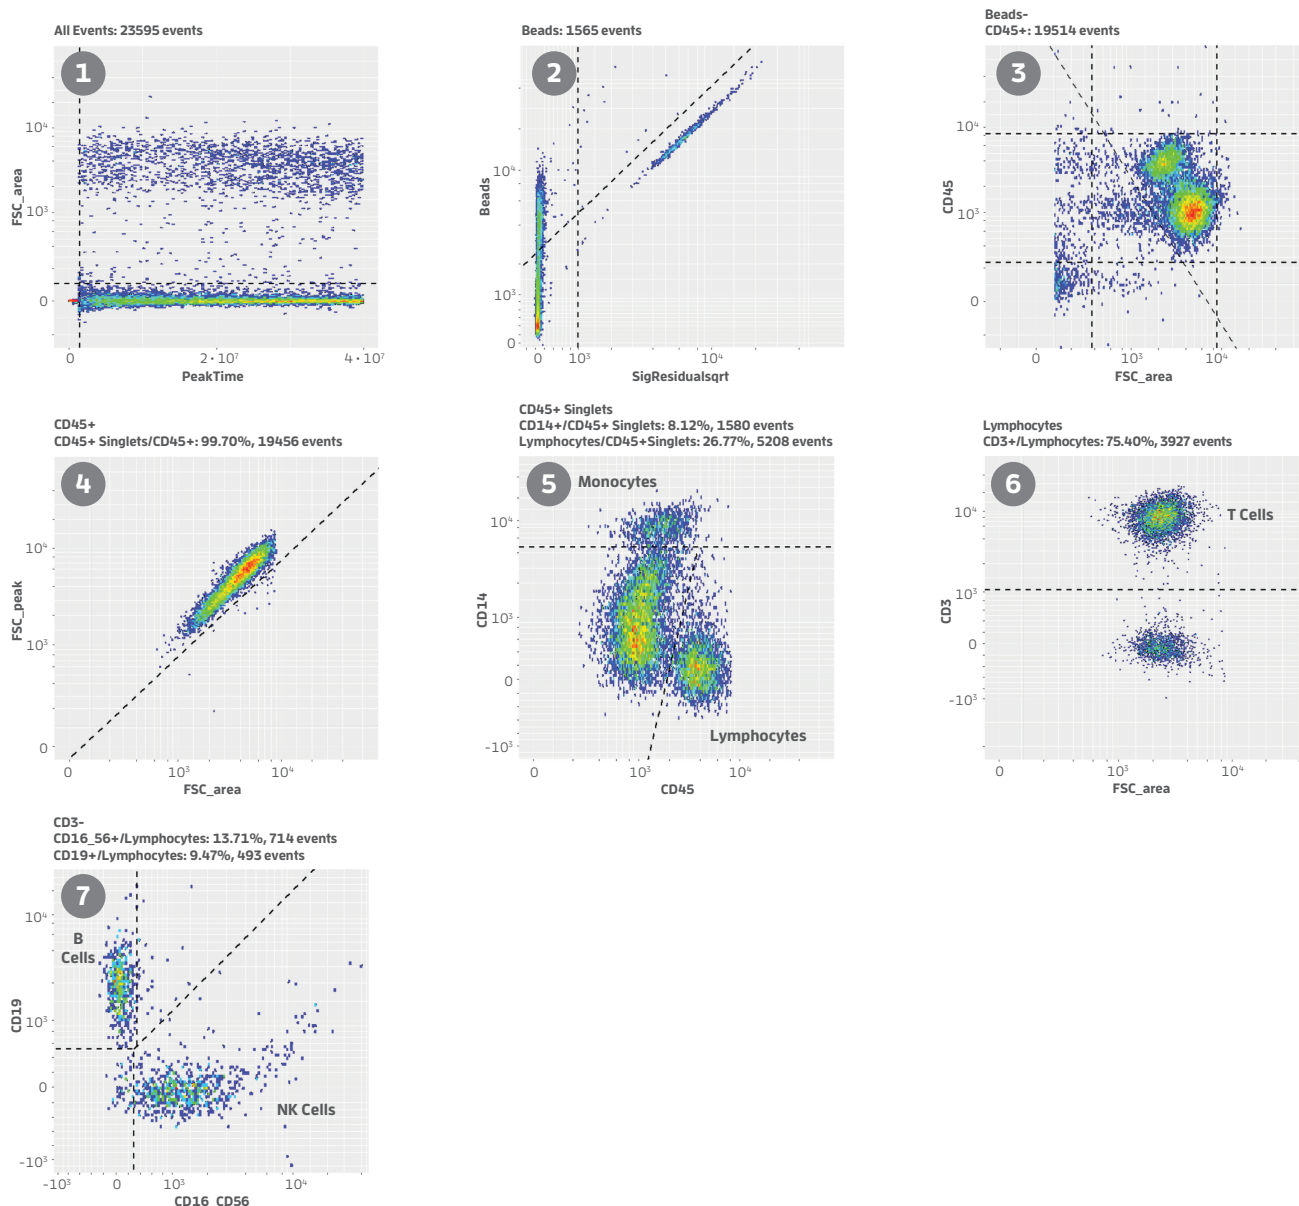 All Events: 23595 events
1
FSC_area
10⁴
10³
0
0
2·10⁷
4·10⁷
PeakTime
Beads: 1565 events
2
Beads
10⁴
10³
0
0
10³
10⁴
SigResidualsqrt
Beads-
CD45+: 19514 events
3
CD45
10⁴
10³
0
0
10³
10⁴
FSC_area
CD45+
CD45+ Singlets/CD45+: 99.70%, 19456 events
4
FSC_peak
10⁴
10³
0
0
10³
10⁴
FSC_area
CD45+ Singlets
CD14+/CD45+ Singlets: 8.12%, 1580 events
Lymphocytes/CD45+Singlets: 26.77%, 5208 events
5
Monocytes
CD14
10⁴
10³
0
-10³
Lymphocytes
0
10³
10⁴
CD45
Lymphocytes
CD3+/Lymphocytes: 75.40%, 3927 events
6
T Cells
CD3
10⁴
10³
0
-10³
0
10³
10⁴
FSC_area
CD3-
CD16_56+/Lymphocytes: 13.71%, 714 events
CD19+/Lymphocytes: 9.47%, 493 events
7
B
Cells
CD19
10⁴
10³
0
-10³
NK Cells
-10³
0
10³
10⁴
CD16_CD56